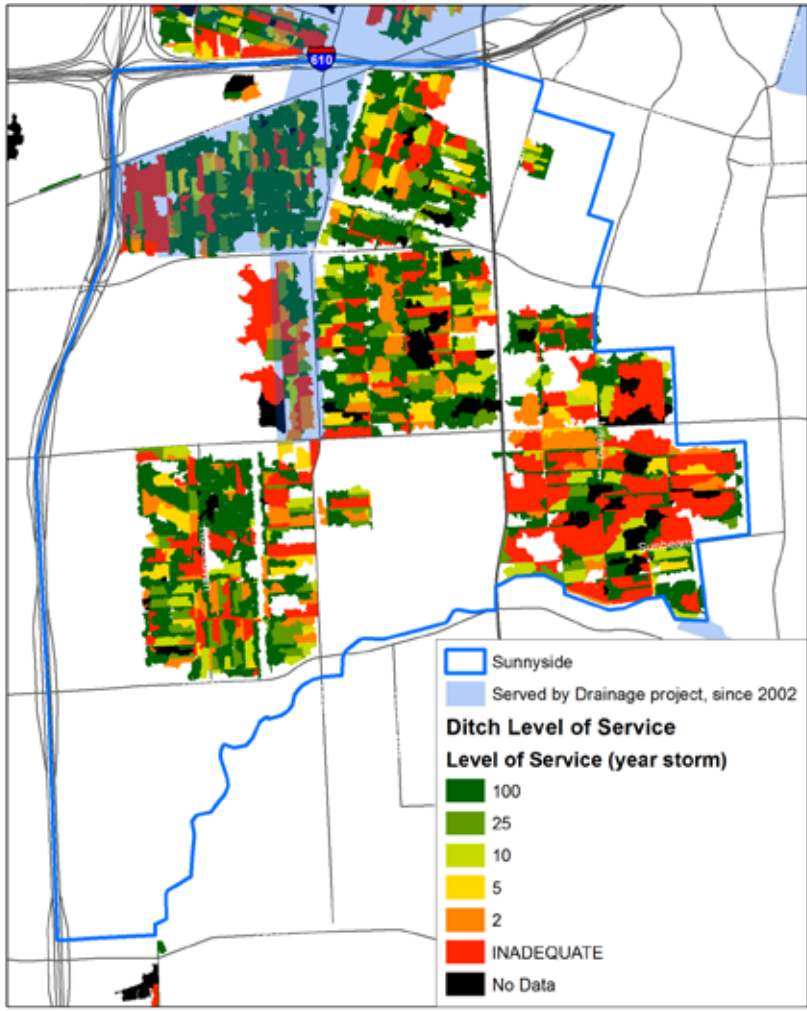 610
Sunbeam
Sunnyside
Served by Drainage project, since 2002
Ditch Level of Service
Level of Service (year storm)
100
25
10
5
2
INADEQUATE
No Data